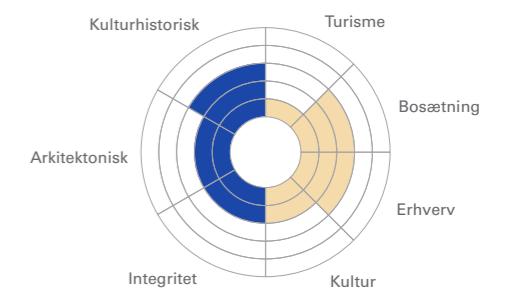 Kulturhistorisk
Turisme
Bosætning
Arkitektonisk
Erhverv
Integritet
Kultur